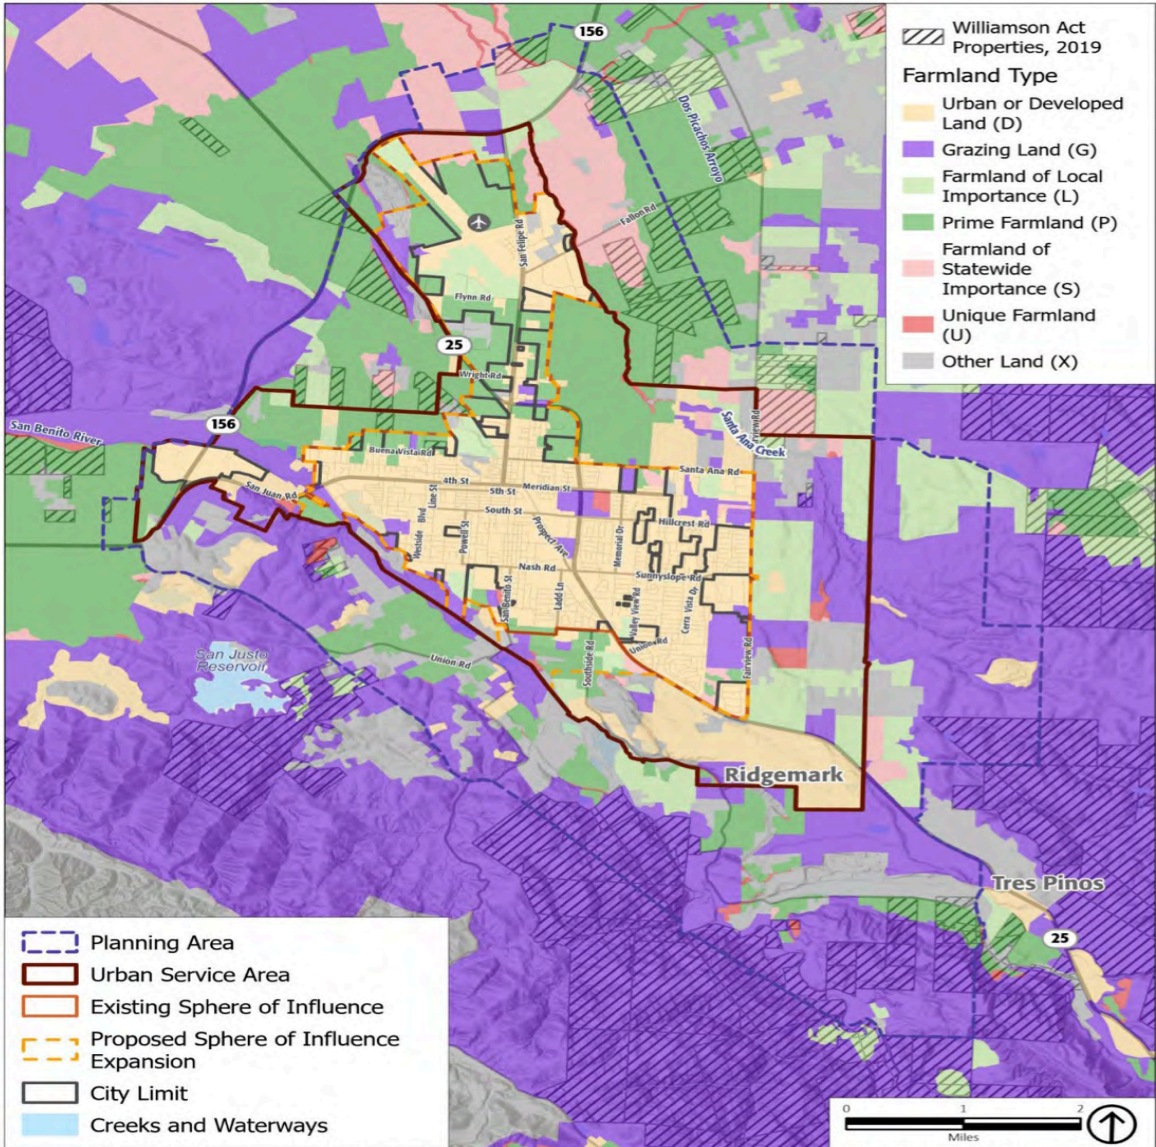 156
Williamson Act
Properties, 2019
Farmland Type
Urban or Developed
Land (D)
Grazing Land (G)
Farmland of Local
Importance (L)
Prime Farmland (P)
Farmland of
Statewide
Importance (S)
Unique Farmland
(U)
Other Land (X)
Dos Picachos Arroyo
Fallon Rd
San Felipe Rd
Flynn Rd
25
Wright Rd
156
San Benito River
Santa Ana Creek
Buena Vista Rd
Santa Ana Rd
4th St
Meridian St
5th St
San Juan Rd
Line St
South St
Hillcrest Rd
Westside Blvd
Powell St
Prospect Ave
Memorial Dr
Nash Rd
Sunnyslope Rd
San Benito St
Ladd Ln
Valley View Rd
Cerra Vista Dr
Union Rd
Southside Rd
Fairview Rd
Union Rd
San Justo
Reservoir
Ridgemark
Tres Pinos
25
Planning Area
Urban Service Area
Existing Sphere of Influence
Proposed Sphere of Influence
Expansion
City Limit
Creeks and Waterways
0 1 2
Miles